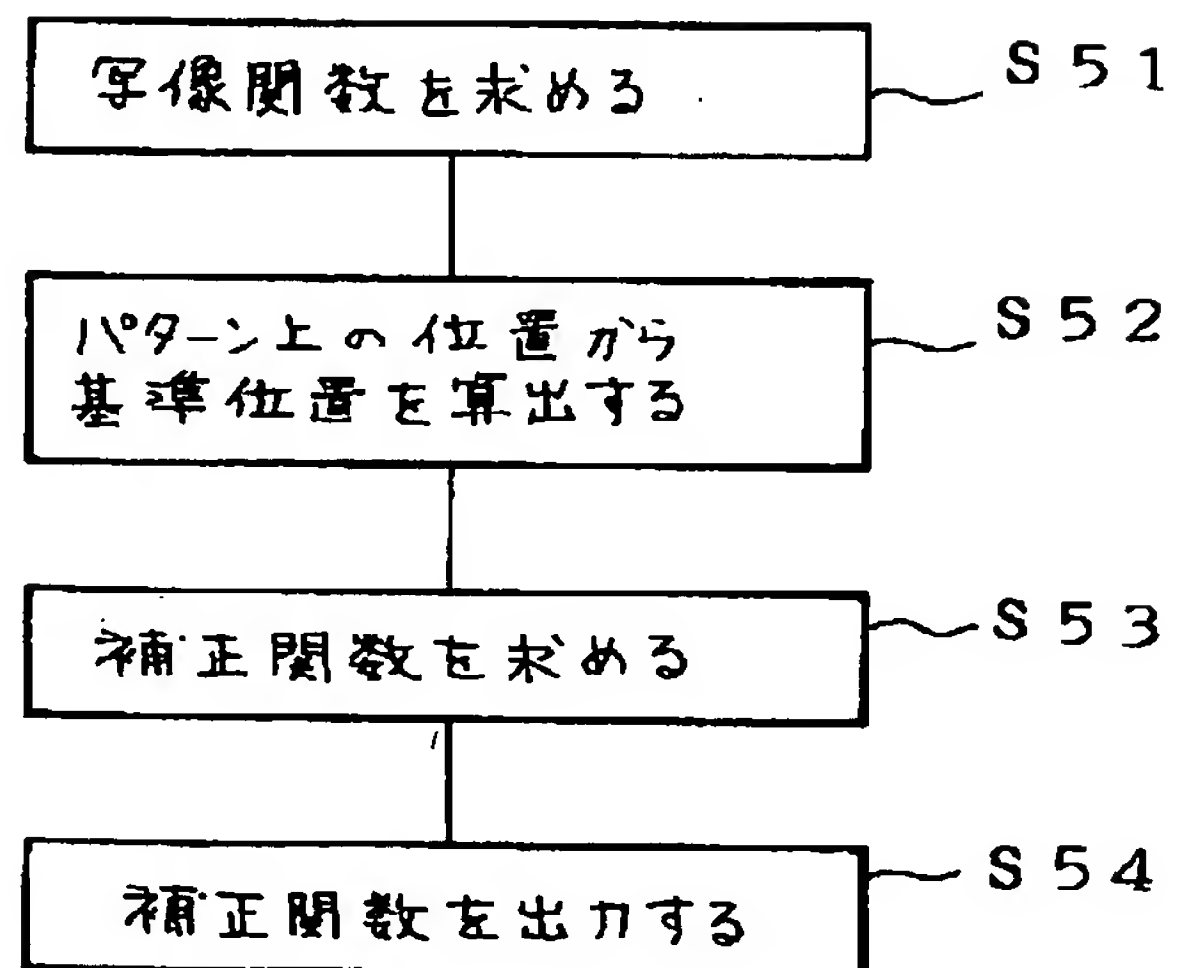 写像関数を求める
S51
パターン上の位置から
基準位置を算出する
S52
補正関数を求める
S53
補正関数を出力する
S54